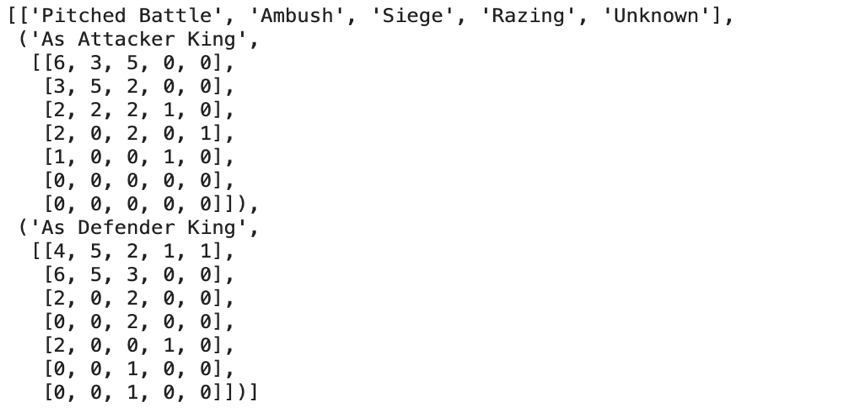 [['Pitched Battle', 'Ambush', 'Siege', 'Razing', 'Unknown'],
 ('As Attacker King',
  [[6, 3, 5, 0, 0],
   [3, 5, 2, 0, 0],
   [2, 2, 2, 1, 0],
   [2, 0, 2, 0, 1],
   [1, 0, 0, 1, 0],
   [0, 0, 0, 0, 0],
   [0, 0, 0, 0, 0]]),
 ('As Defender King',
  [[4, 5, 2, 1, 1],
   [6, 5, 3, 0, 0],
   [2, 0, 2, 0, 0],
   [0, 0, 2, 0, 0],
   [2, 0, 0, 1, 0],
   [0, 0, 1, 0, 0],
   [0, 0, 1, 0, 0]])]